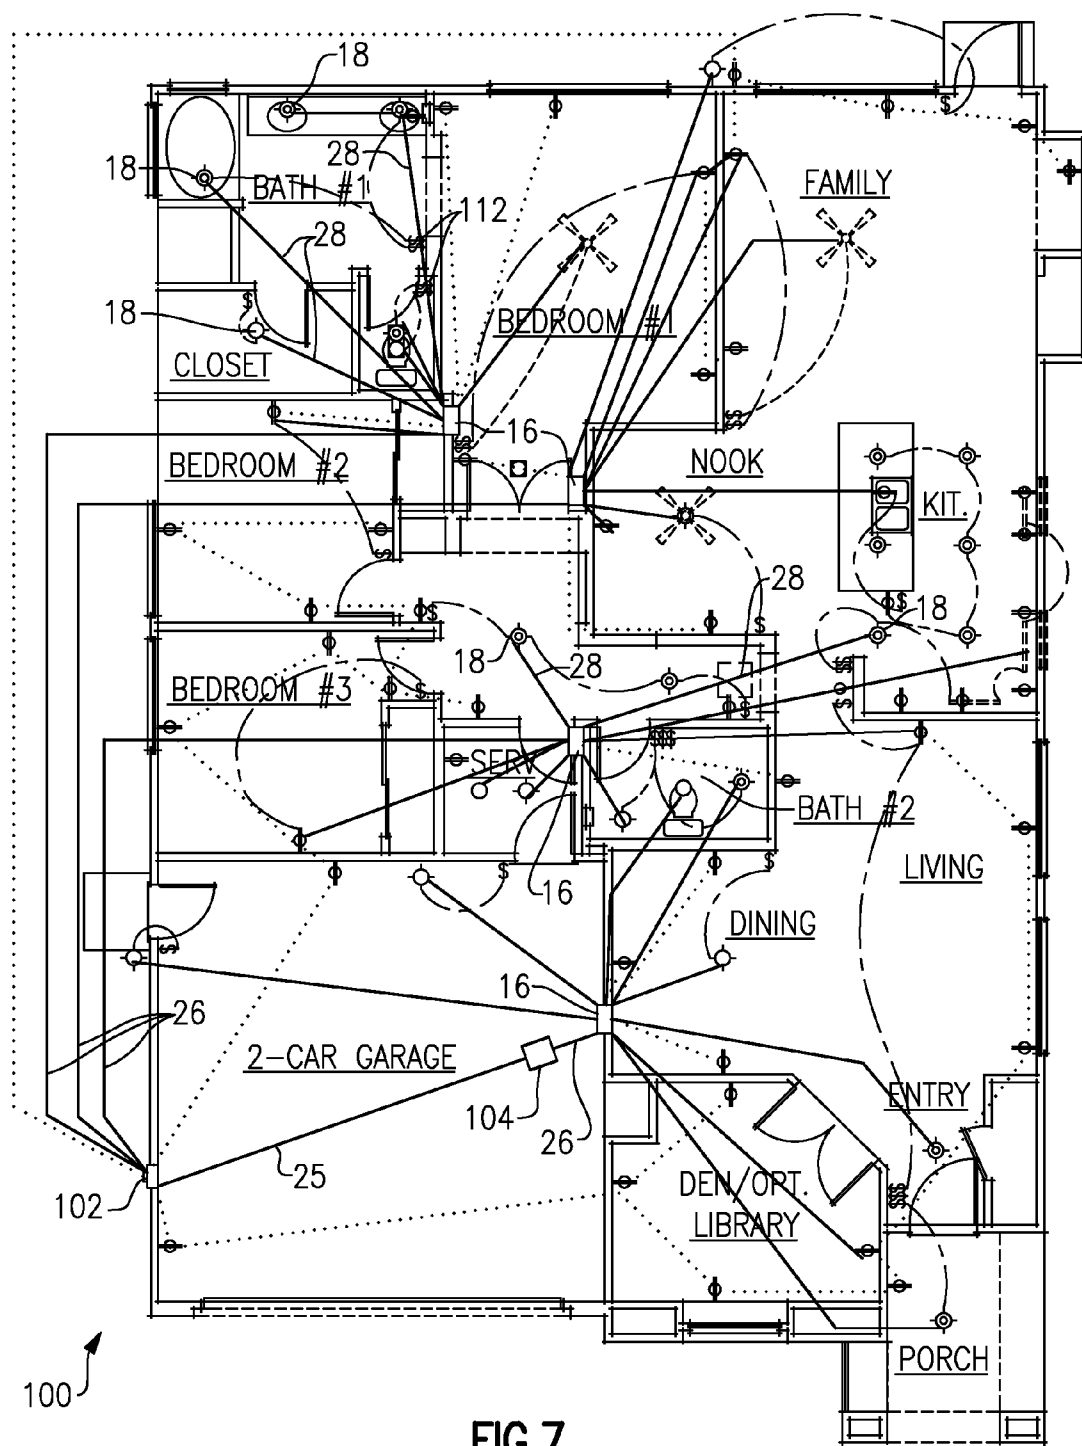 18
28
18
BATH #1
FAMILY
112
28
18
BEDROOM #1
CLOSET
16
BEDROOM #2
NOOK
KIT.
28
18
18
28
BEDROOM #3
SERV.
BATH #2
16
LIVING
DINING
16
26
2-CAR GARAGE
104
26
ENTRY
25
DEN/OPT.
LIBRARY
102
PORCH
100
FIG.7